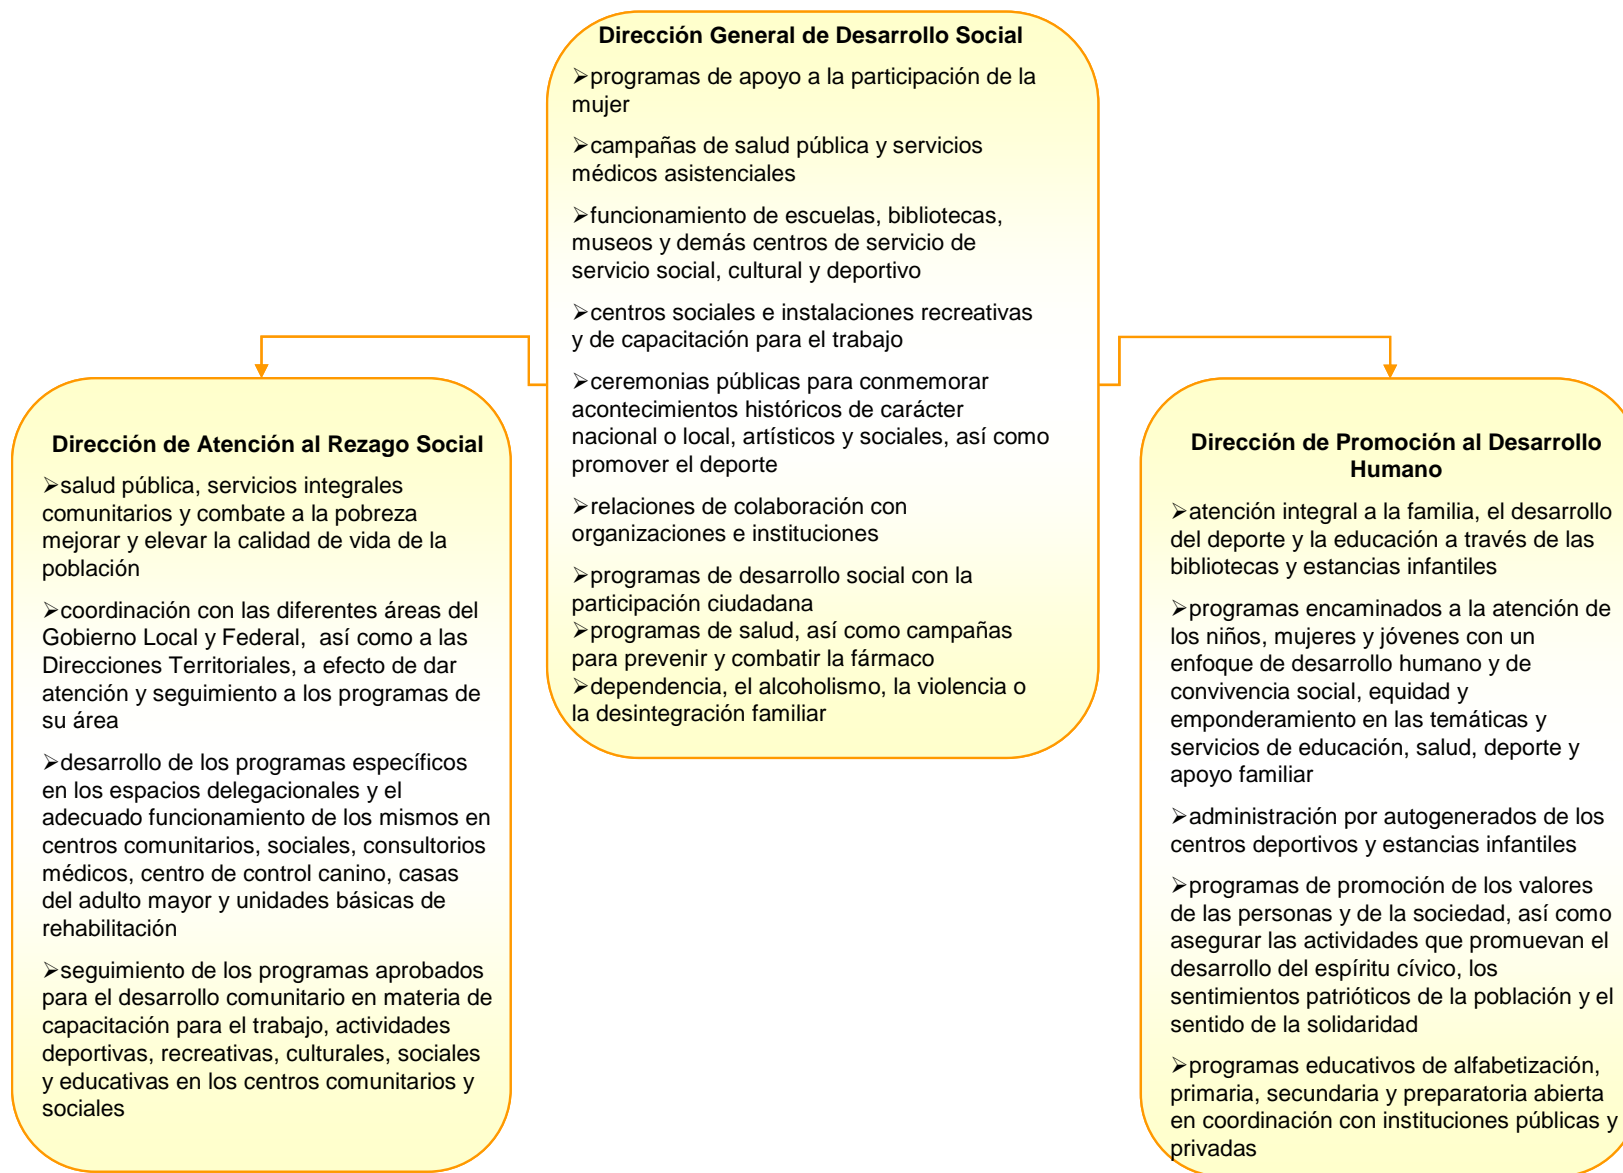 Dirección General de Desarrollo Social
➢programas de apoyo a la participación de la
mujer
➢campañas de salud pública y servicios
médicos asistenciales
➢funcionamiento de escuelas, bibliotecas,
museos y demás centros de servicio de
servicio social, cultural y deportivo
➢centros sociales e instalaciones recreativas
y de capacitación para el trabajo
➢ceremonias públicas para conmemorar
acontecimientos históricos de carácter
nacional o local, artísticos y sociales, así como
promover el deporte
➢relaciones de colaboración con
organizaciones e instituciones
➢programas de desarrollo social con la
participación ciudadana
➢programas de salud, así como campañas
para prevenir y combatir la fármaco
➢dependencia, el alcoholismo, la violencia o
la desintegración familiar
Dirección de Atención al Rezago Social
➢salud pública, servicios integrales
comunitarios y combate a la pobreza
mejorar y elevar la calidad de vida de la
población
➢coordinación con las diferentes áreas del
Gobierno Local y Federal,  así como a las
Direcciones Territoriales, a efecto de dar
atención y seguimiento a los programas de
su área
➢desarrollo de los programas específicos
en los espacios delegacionales y el
adecuado funcionamiento de los mismos en
centros comunitarios, sociales, consultorios
médicos, centro de control canino, casas
del adulto mayor y unidades básicas de
rehabilitación
➢seguimiento de los programas aprobados
para el desarrollo comunitario en materia de
capacitación para el trabajo, actividades
deportivas, recreativas, culturales, sociales
y educativas en los centros comunitarios y
sociales
Dirección de Promoción al Desarrollo
Humano
➢atención integral a la familia, el desarrollo
del deporte y la educación a través de las
bibliotecas y estancias infantiles
➢programas encaminados a la atención de
los niños, mujeres y jóvenes con un
enfoque de desarrollo humano y de
convivencia social, equidad y
emponderamiento en las temáticas y
servicios de educación, salud, deporte y
apoyo familiar
➢administración por autogenerados de los
centros deportivos y estancias infantiles
➢programas de promoción de los valores
de las personas y de la sociedad, así como
asegurar las actividades que promuevan el
desarrollo del espíritu cívico, los
sentimientos patrióticos de la población y el
sentido de la solidaridad
➢programas educativos de alfabetización,
primaria, secundaria y preparatoria abierta
en coordinación con instituciones públicas y
privadas